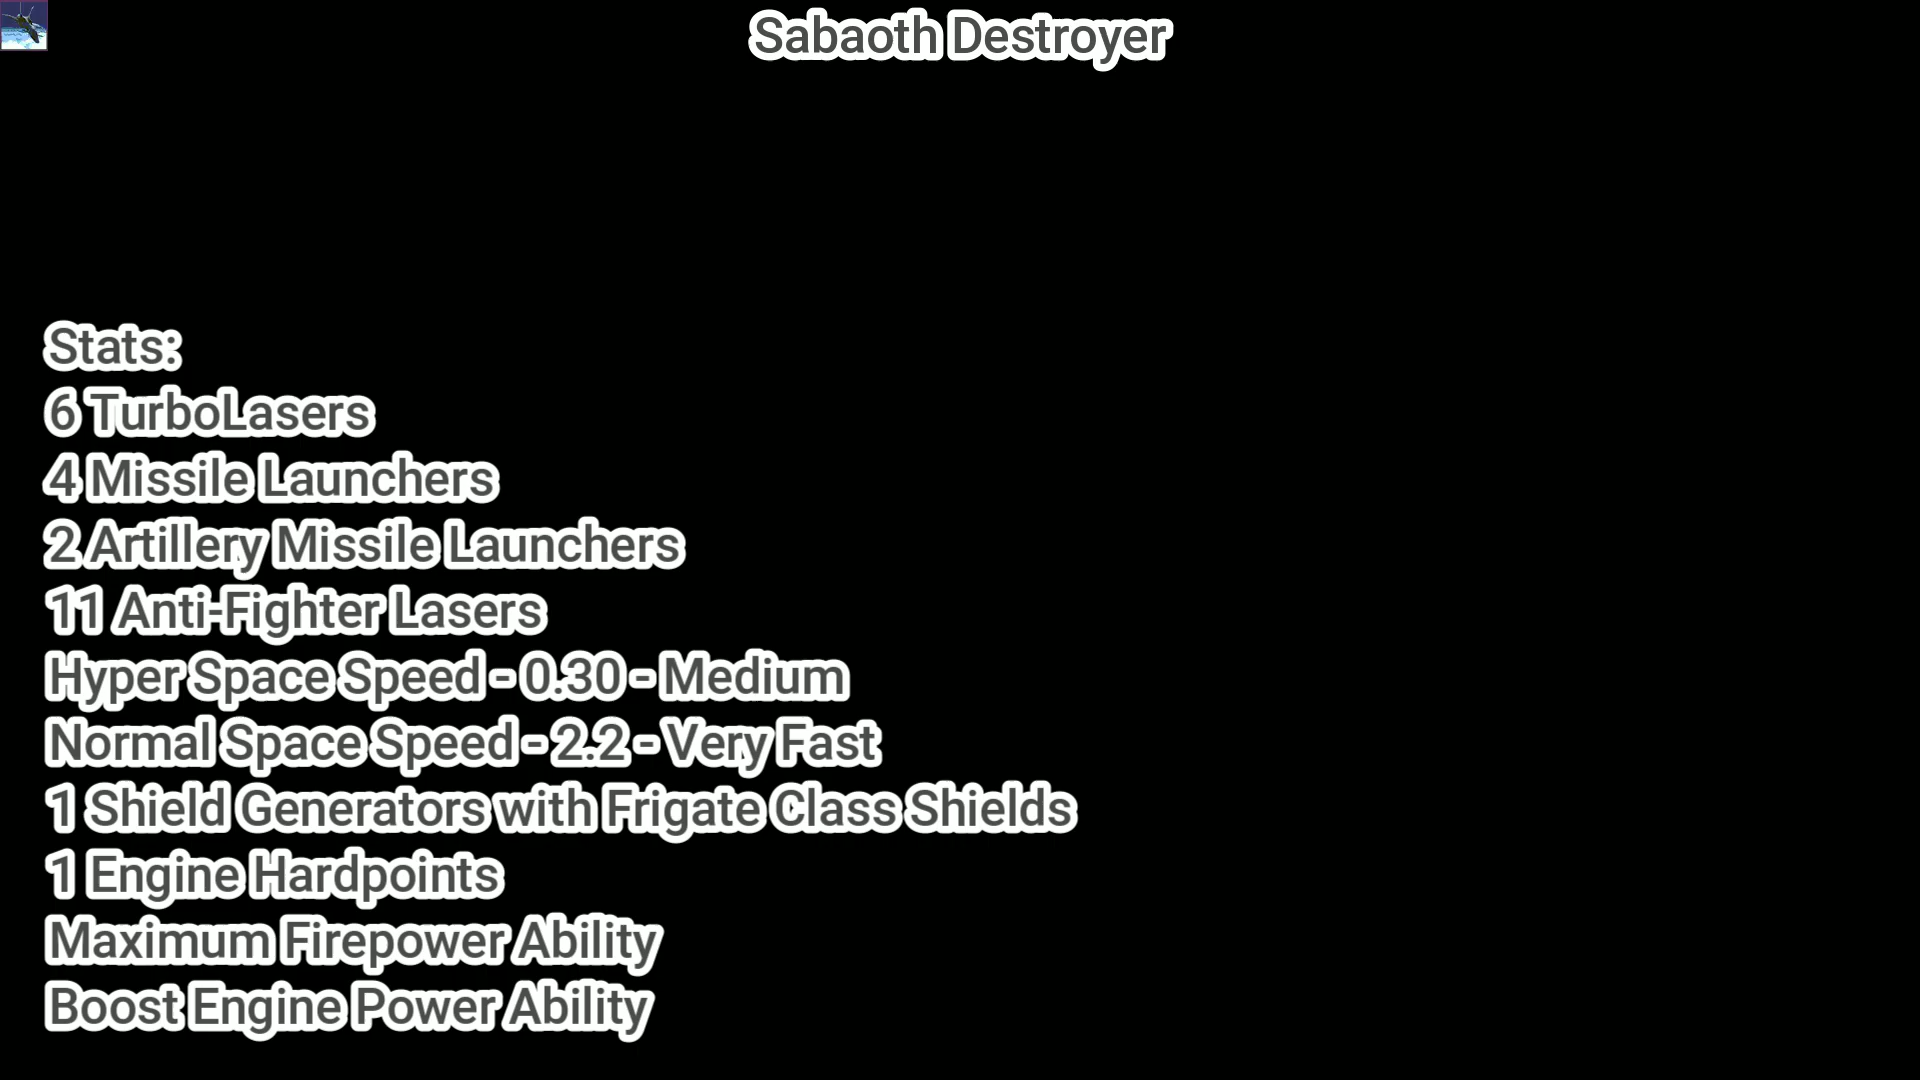 Sabaoth Destroyer
Stats:
6 TurboLasers
4 Missile Launchers
2 Artillery Missile Launchers
11 Anti-Fighter Lasers
Hyper Space Speed - 0.30 - Medium
Normal Space Speed - 2.2 - Very Fast
1 Shield Generators with Frigate Class Shields
1 Engine Hardpoints
Maximum Firepower Ability
Boost Engine Power Ability